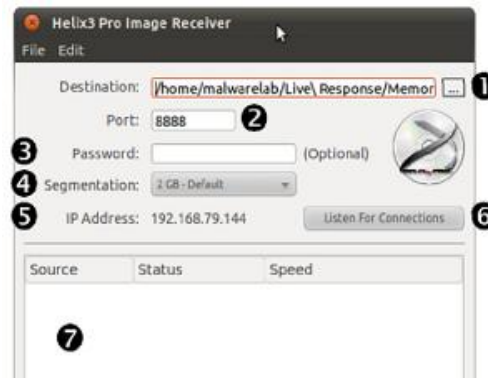 Helix3 Pro Image Receiver
File Edit
Destination: /home/malwarelab/Live\ Response/Memor ... 1
Port: 8888 2
3 Password: (Optional)
4 Segmentation: 2 GB - Default
5 IP Address: 192.168.79.144 Listen For Connections 6
Source Status Speed
7